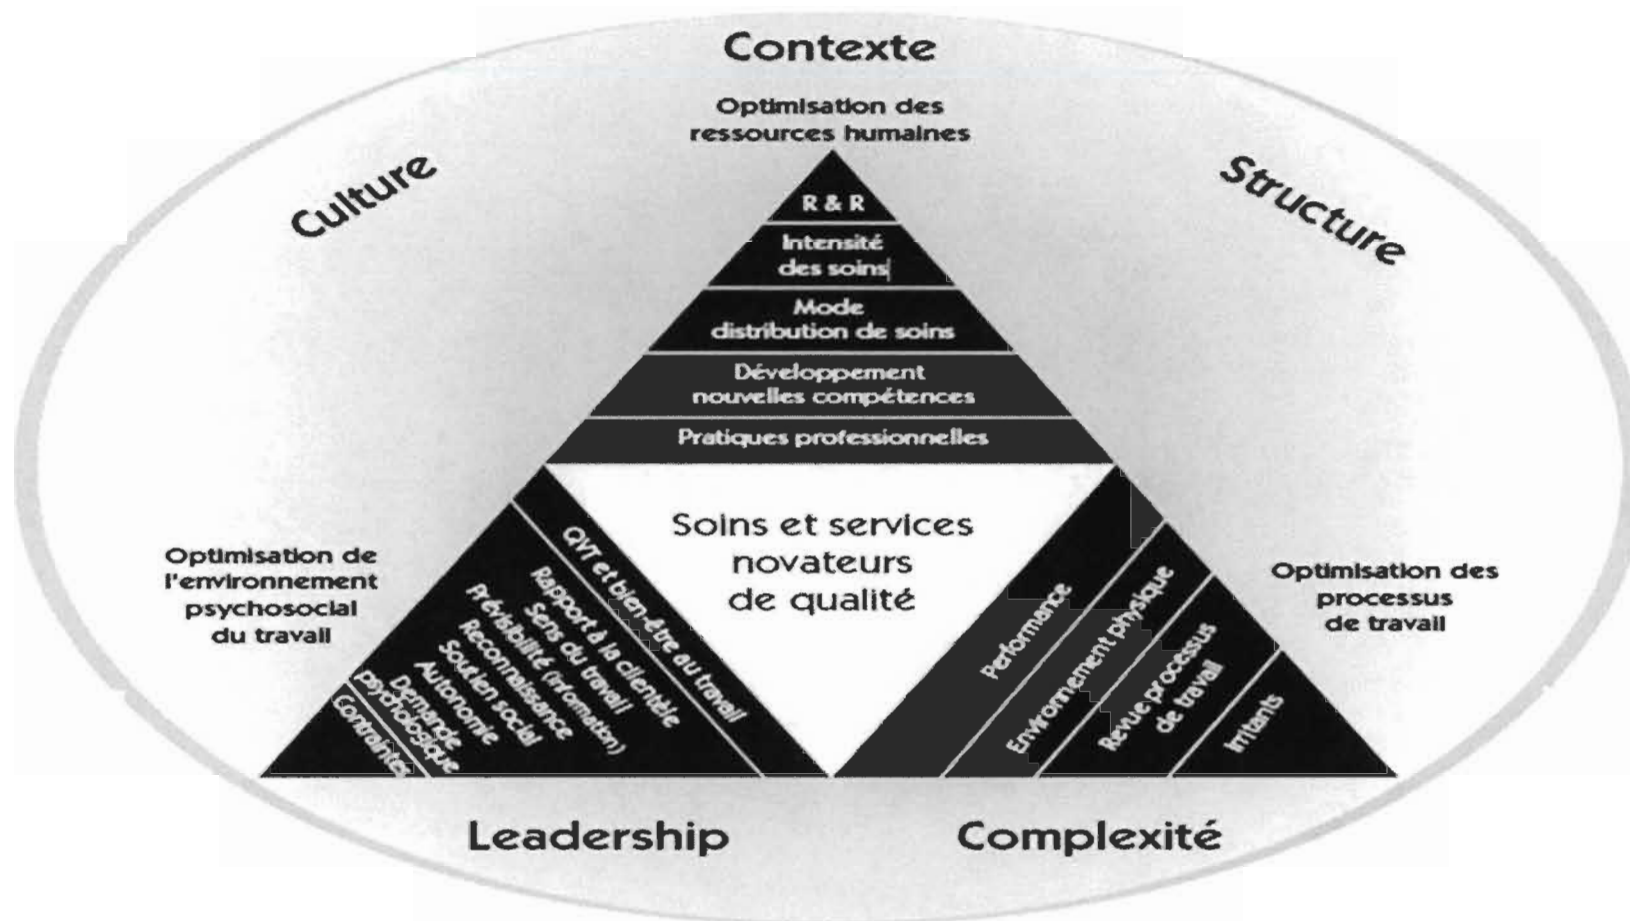 Contexte
Optimisation des
ressources humaines
Culture
Structure
R & R
Intensité
des soins
Mode
distribution de soins
Développement
nouvelles compétences
Pratiques professionnelles
Soins et services
novateurs
de qualité
Optimisation de
l'environnement
psychosocial
du travail
QVT et bien-être au travail
Rapport à la clientèle
Sens du travail
Prévisibilité (information)
Reconnaissance
Soutien social
Autonomie
Demande
psychologique
Contraintes
Performance
Environnement physique
Revue processus
de travail
Irritants
Optimisation des
processus
de travail
Leadership
Complexité